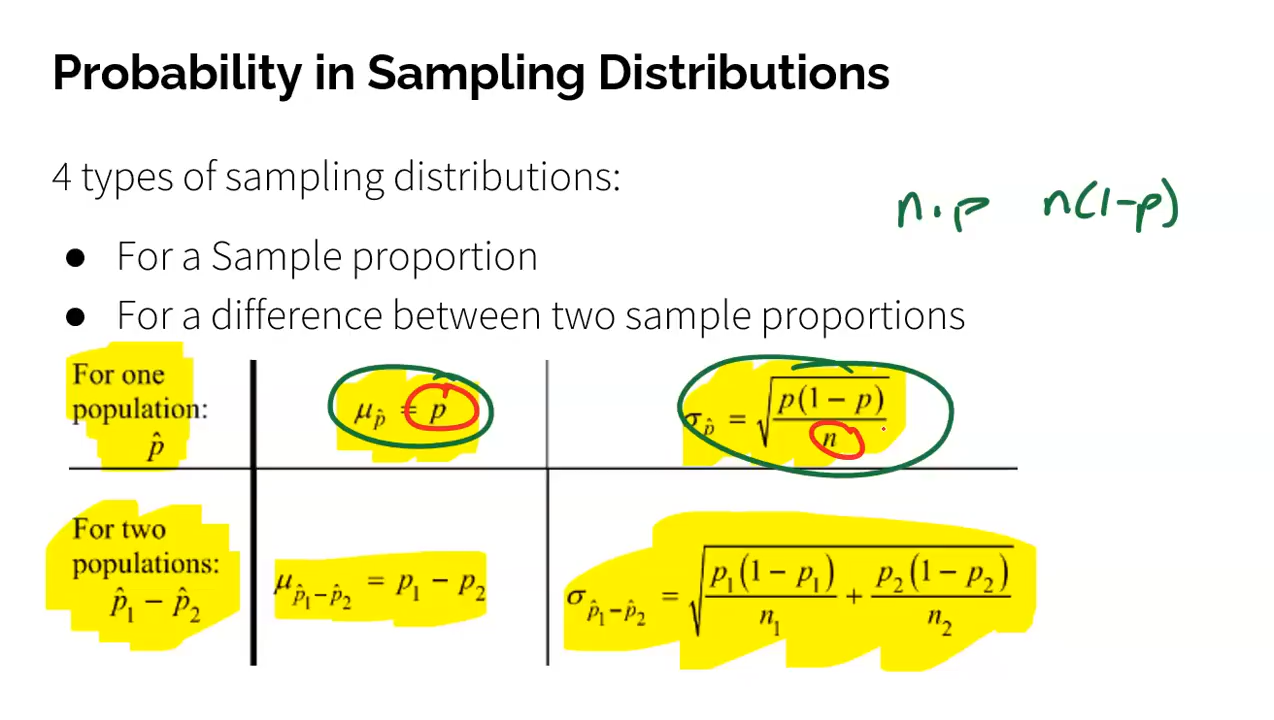 Probability in Sampling Distributions
4 types of sampling distributions:
n·p n(1-p)
● For a Sample proportion
● For a difference between two sample proportions
For one
population:
p̂
μ_p̂ = p
σ_p̂ = √(p(1 − p)/n)
For two
populations:
p̂₁ − p̂₂
μ_p̂₁−p̂₂ = p₁ − p₂
σ_p̂₁−p̂₂ = √(p₁(1 − p₁)/n₁ + p₂(1 − p₂)/n₂)